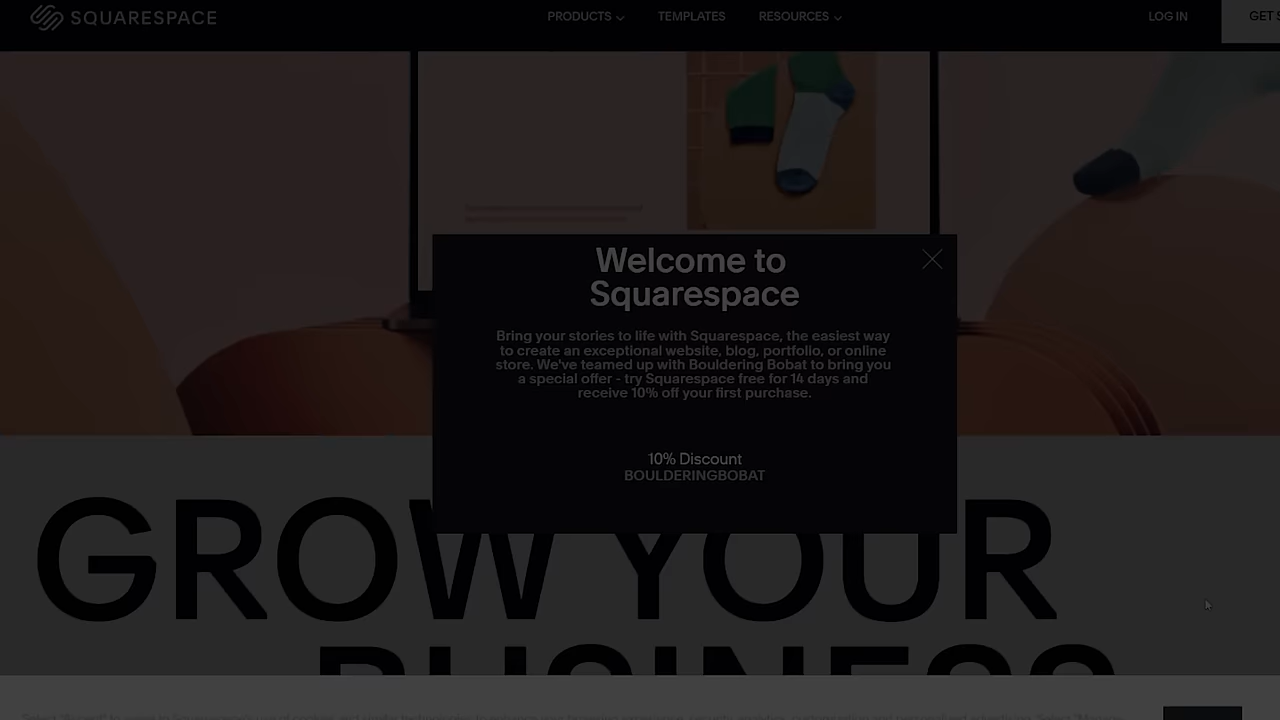 SQUARESPACE
PRODUCTS
TEMPLATES
RESOURCES
LOG IN
GET
Welcome to
Squarespace
Bring your stories to life with Squarespace, the easiest way
to create an exceptional website, blog, portfolio, or online
store. We've teamed up with Bouldering Bobat to bring you
a special offer - try Squarespace free for 14 days and
receive 10% off your first purchase.
10% Discount
BOULDERINGBOBAT
GROW YOUR
BUSINESS